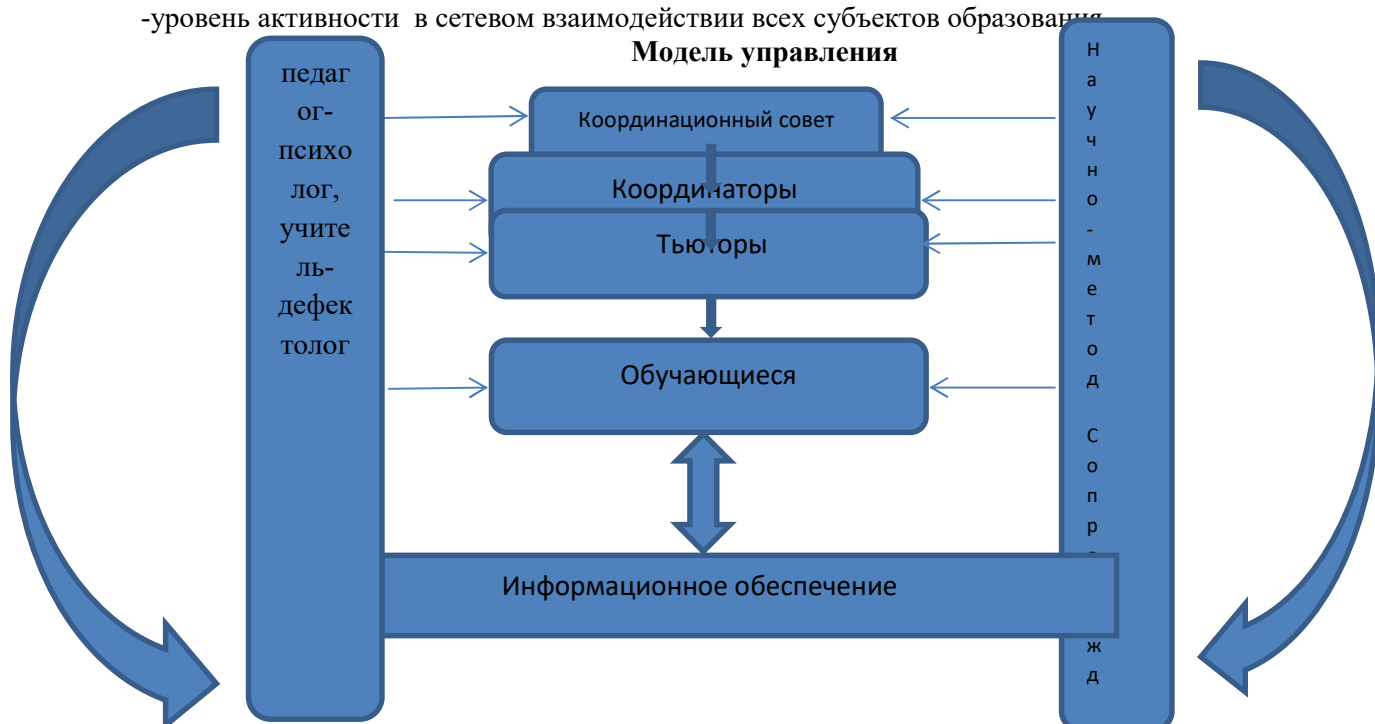 -уровень активности в сетевом взаимодействии всех субъектов образования
Модель управления
педаг
ог-
психо
лог,
учите
ль-
дефек
толог
Координационный совет
Координаторы
Тьюторы
Обучающиеся
Информационное обеспечение
Н
а
у
ч
н
о
-
м
е
т
о
д
С
о
п
р
ж
д